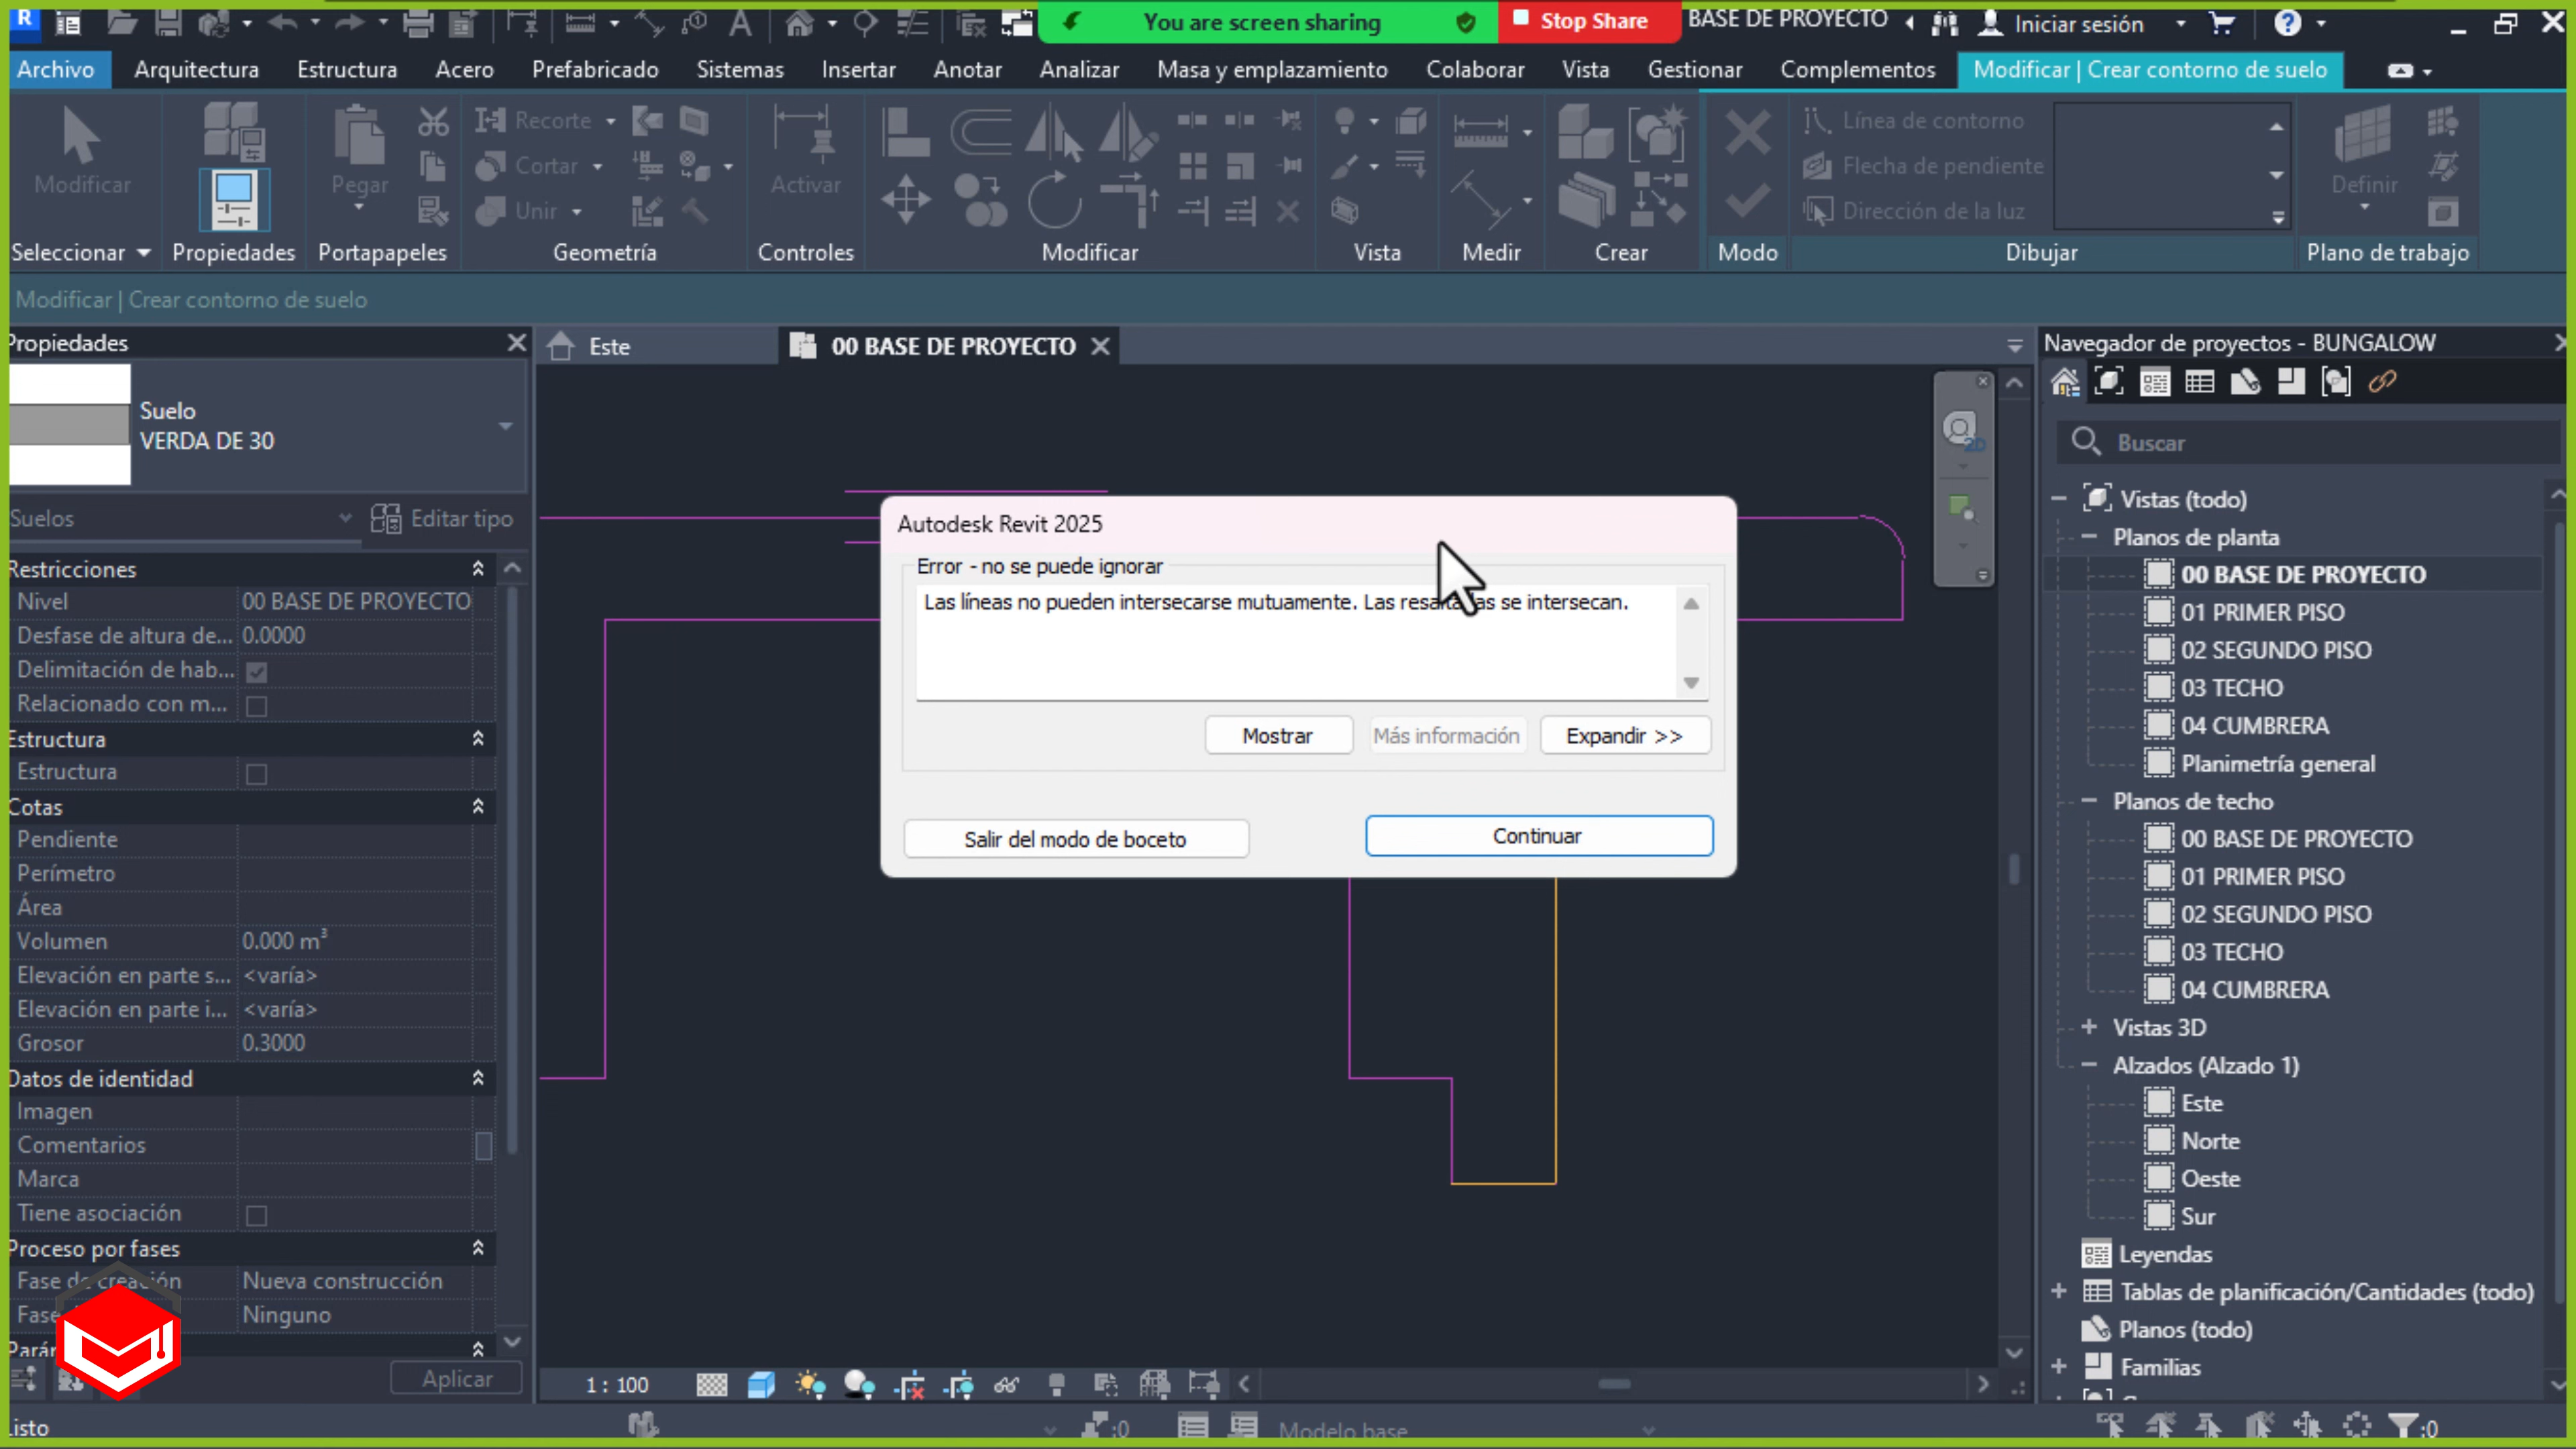 R
You are screen sharing
Stop Share
BASE DE PROYECTO
Iniciar sesión
Archivo
Arquitectura
Estructura
Acero
Prefabricado
Sistemas
Insertar
Anotar
Analizar
Masa y emplazamiento
Colaborar
Vista
Gestionar
Complementos
Modificar | Crear contorno de suelo
Modificar
Pegar
Recorte
Cortar
Unir
Activar
Línea de contorno
Flecha de pendiente
Dirección de la luz
Definir
Seleccionar
Propiedades
Portapapeles
Geometría
Controles
Modificar
Vista
Medir
Crear
Modo
Dibujar
Plano de trabajo
Modificar | Crear contorno de suelo
Propiedades
Suelo
VERDA DE 30
Suelos
Editar tipo
Restricciones
Nivel 00 BASE DE PROYECTO
Desfase de altura de... 0.0000
Delimitación de hab...
Relacionado con m...
Estructura
Estructura
Cotas
Pendiente
Perímetro
Área
Volumen 0.000 m³
Elevación en parte s... <varía>
Elevación en parte i... <varía>
Grosor 0.3000
Datos de identidad
Imagen
Comentarios
Marca
Tiene asociación
Proceso por fases
Fase de creación Nueva construcción
Fase Ninguno
Aplicar
Este
00 BASE DE PROYECTO
2D
Autodesk Revit 2025
Error - no se puede ignorar
Las líneas no pueden intersecarse mutuamente. Las resaltadas se intersecan.
Mostrar
Más información
Expandir >>
Salir del modo de boceto
Continuar
1 : 100
Navegador de proyectos - BUNGALOW
Buscar
Vistas (todo)
Planos de planta
00 BASE DE PROYECTO
01 PRIMER PISO
02 SEGUNDO PISO
03 TECHO
04 CUMBRERA
Planimetría general
Planos de techo
00 BASE DE PROYECTO
01 PRIMER PISO
02 SEGUNDO PISO
03 TECHO
04 CUMBRERA
Vistas 3D
Alzados (Alzado 1)
Este
Norte
Oeste
Sur
Leyendas
Tablas de planificación/Cantidades (todo)
Planos (todo)
Familias
Listo
:0
Modelo base
:0